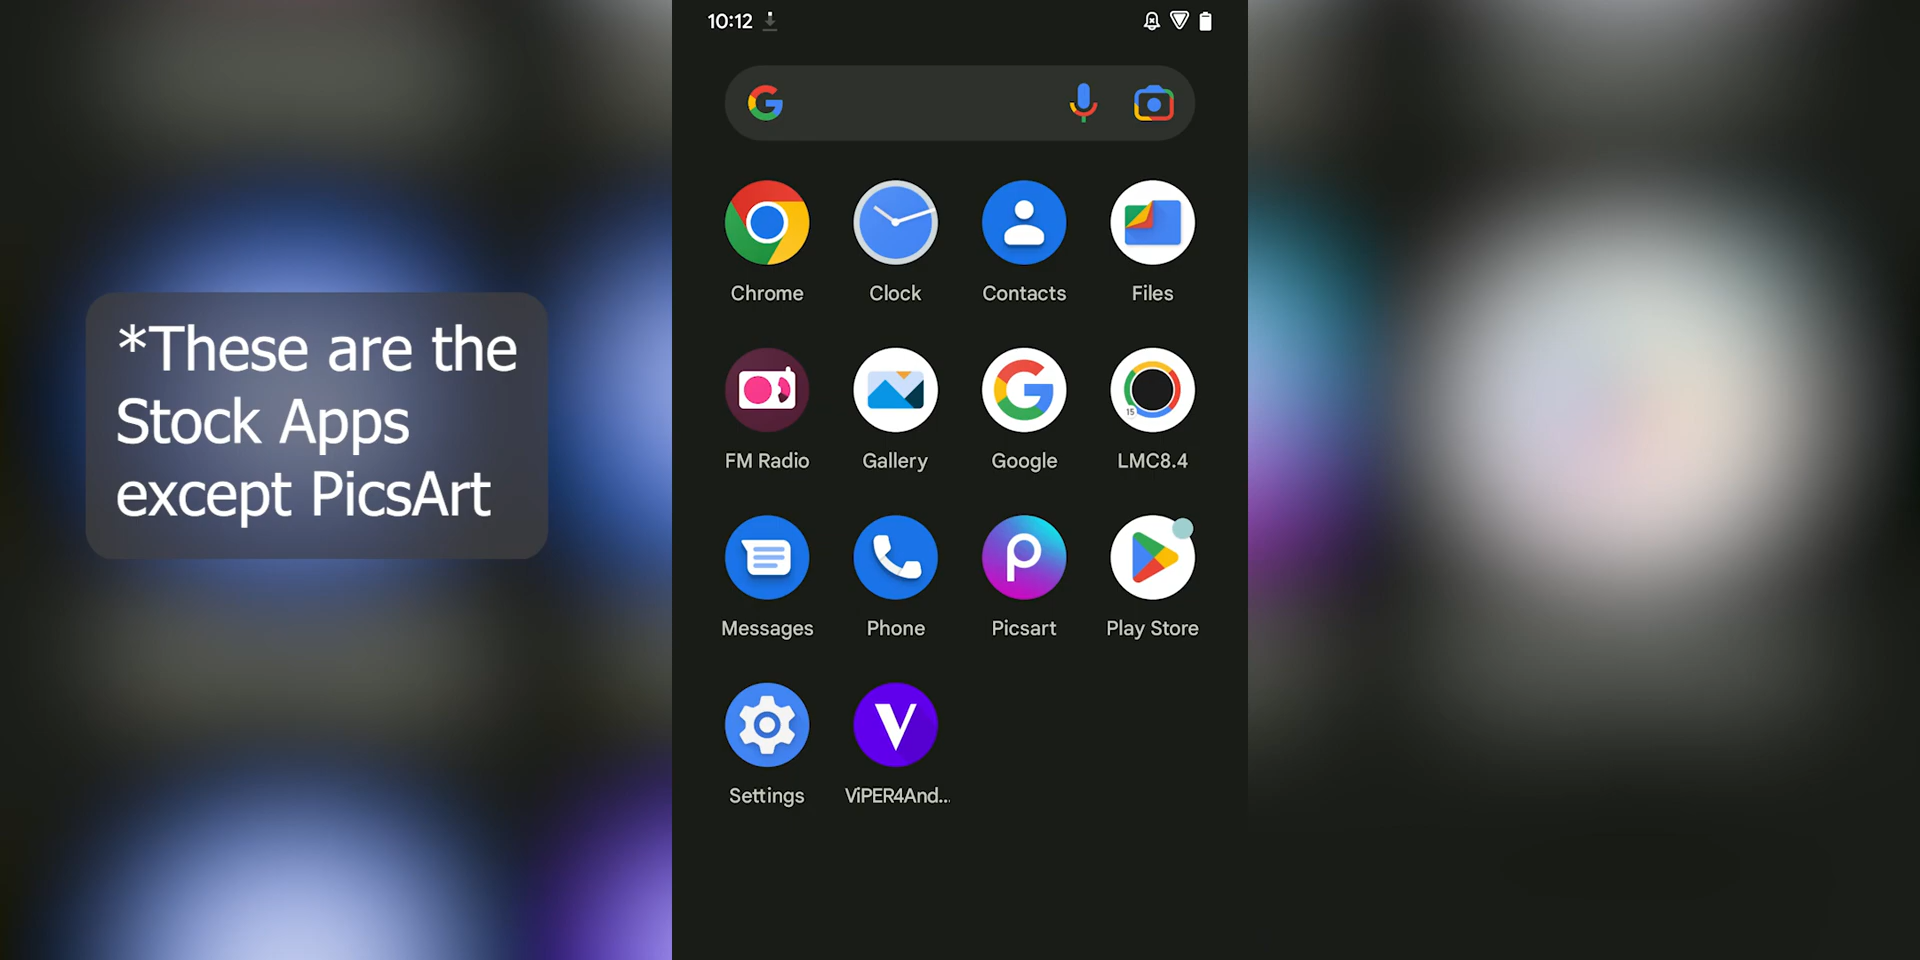 10:12
*These are the
Stock Apps
except PicsArt
Chrome
Clock
Contacts
Files
FM Radio
Gallery
Google
15
LMC8.4
Messages
Phone
Picsart
Play Store
Settings
ViPER4And...